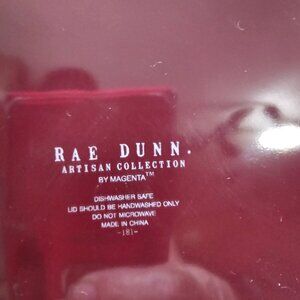 RAE DUNN.
ARTISAN COLLECTION
BY MAGENTA™
DISHWASHER SAFE
LID SHOULD BE HANDWASHED ONLY
DO NOT MICROWAVE
MADE IN CHINA
-181-